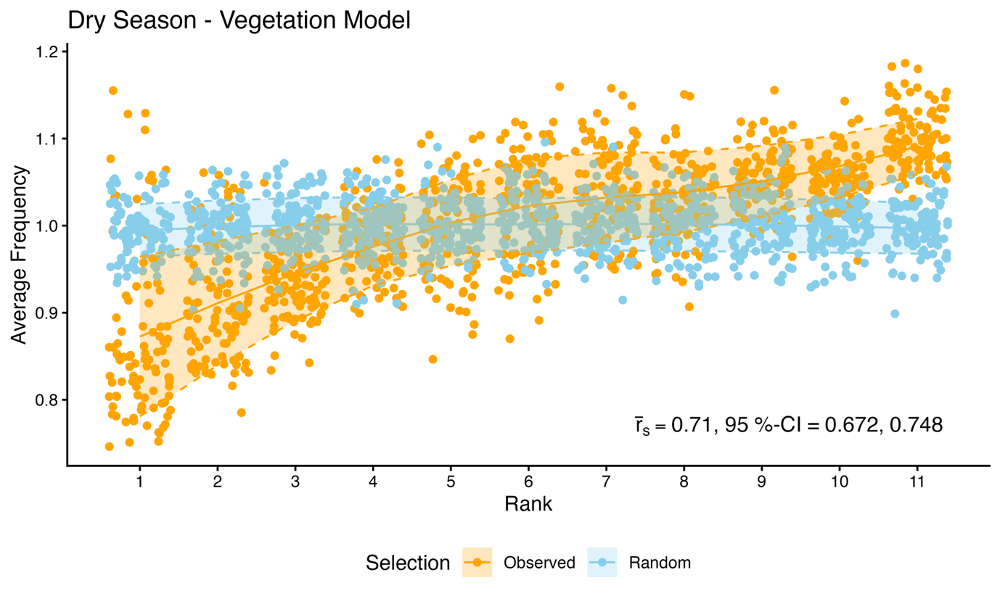 Dry Season - Vegetation Model
Average Frequency
1.2
1.1
1.0
0.9
0.8
r̄s = 0.71, 95 %-CI = 0.672, 0.748
1 2 3 4 5 6 7 8 9 10 11
Rank
Selection Observed Random